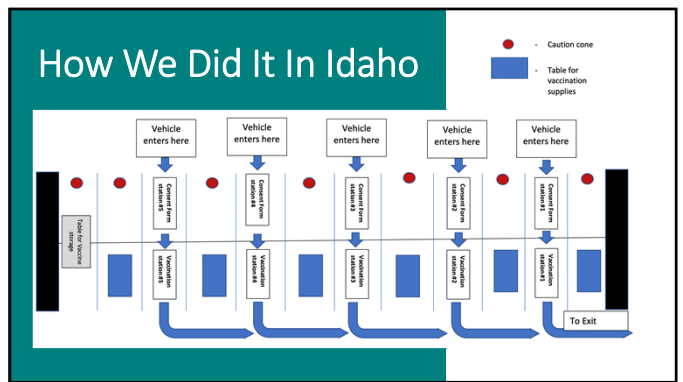 How We Did It In Idaho
- Caution cone
- Table for
vaccination
supplies
Vehicle
enters here
Vehicle
enters here
Vehicle
enters here
Vehicle
enters here
Vehicle
enters here
Consent Form
station #5
Consent Form
station #4
Consent Form
station #3
Consent Form
station #2
Consent Form
station #1
Table for Vaccine
storage
Vaccination
station #5
Vaccination
station #4
Vaccination
station #3
Vaccination
station #2
Vaccination
station #1
To Exit